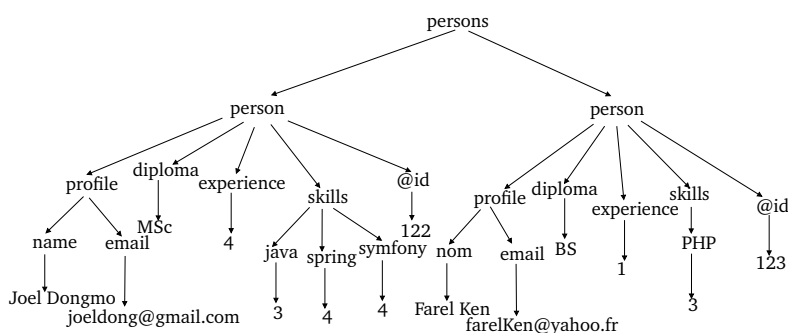 persons
person
person
profile
diploma
experience
skills
@id
profile
diploma
experience
skills
@id
name
email
MSc
4
java
spring
symfony
122
nom
email
BS
1
PHP
123
Joel Dongmo
joeldong@gmail.com
3
4
4
Farel Ken
farelKen@yahoo.fr
3